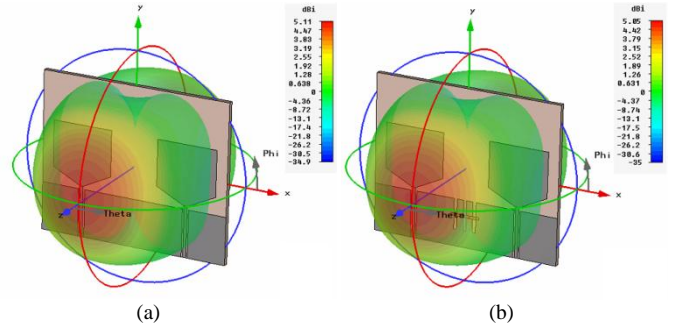 y
dBi
5.11
4.47
3.83
3.19
2.55
1.92
1.28
0.638
0
-4.36
-8.72
-13.1
-17.4
-21.8
-26.2
-30.5
-34.9
Phi
x
z
Theta
y
dBi
5.05
4.42
3.79
3.15
2.52
1.89
1.26
0.631
0
-4.37
-8.74
-13.1
-17.5
-21.9
-26.2
-30.6
-35
Phi
x
z
Theta
(a)
(b)